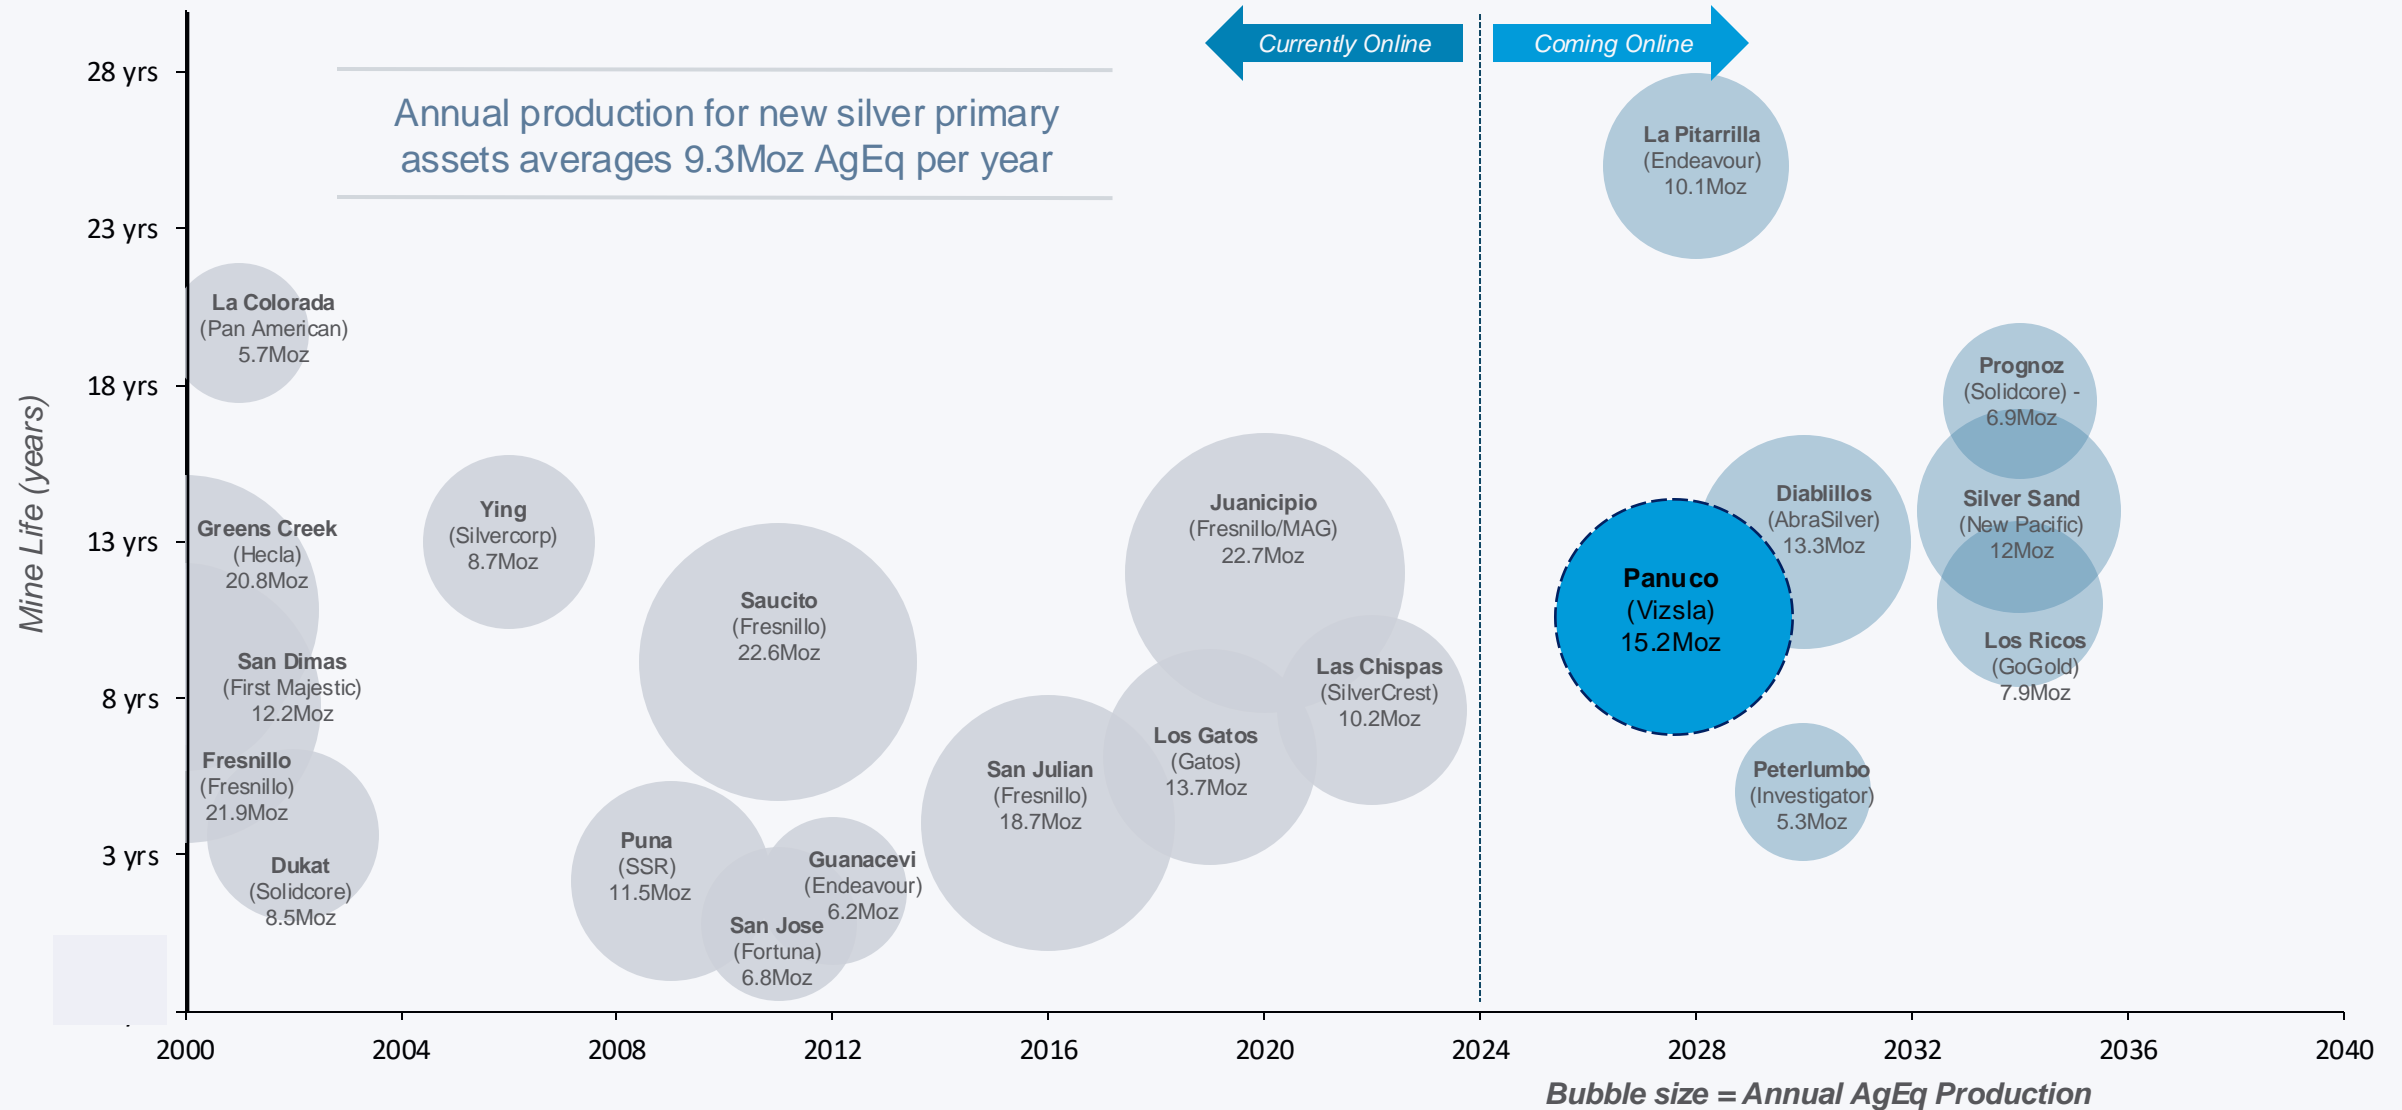 Currently Online
Coming Online
28 yrs
23 yrs
18 yrs
13 yrs
8 yrs
3 yrs
Mine Life (years)
Annual production for new silver primary
assets averages 9.3Moz AgEq per year
La Colorada
(Pan American)
5.7Moz
Greens Creek
(Hecla)
20.8Moz
San Dimas
(First Majestic)
12.2Moz
Fresnillo
(Fresnillo)
21.9Moz
Dukat
(Solidcore)
8.5Moz
Ying
(Silvercorp)
8.7Moz
Saucito
(Fresnillo)
22.6Moz
Puna
(SSR)
11.5Moz
San Jose
(Fortuna)
6.8Moz
Guanacevi
(Endeavour)
6.2Moz
San Julian
(Fresnillo)
18.7Moz
Juanicipio
(Fresnillo/MAG)
22.7Moz
Los Gatos
(Gatos)
13.7Moz
Las Chispas
(SilverCrest)
10.2Moz
La Pitarrilla
(Endeavour)
10.1Moz
Panuco
(Vizsla)
15.2Moz
Diablillos
(AbraSilver)
13.3Moz
Peterlumbo
(Investigator)
5.3Moz
Prognoz
(Solidcore) -
6.9Moz
Silver Sand
(New Pacific)
12Moz
Los Ricos
(GoGold)
7.9Moz
2000
2004
2008
2012
2016
2020
2024
2028
2032
2036
2040
Bubble size = Annual AgEq Production